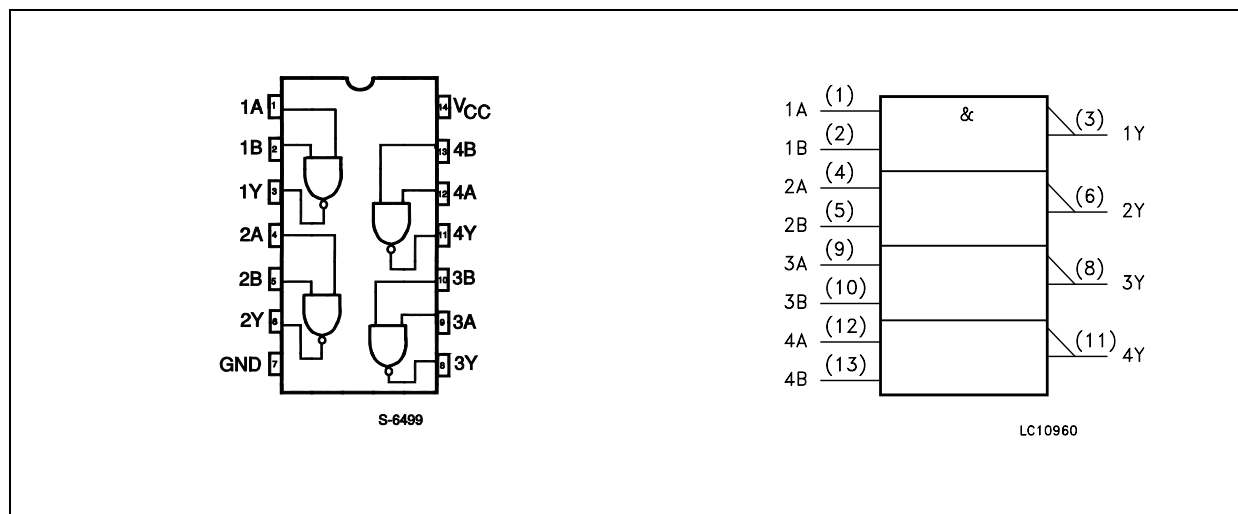 1A 1
1B 2
1Y 3
2A 4
2B 5
2Y 6
GND 7
14 VCC
13 4B
12 4A
11 4Y
10 3B
9 3A
8 3Y
S-6499
1A (1)
1B (2)
2A (4)
2B (5)
3A (9)
3B (10)
4A (12)
4B (13)
&
(3) 1Y
(6) 2Y
(8) 3Y
(11) 4Y
LC10960